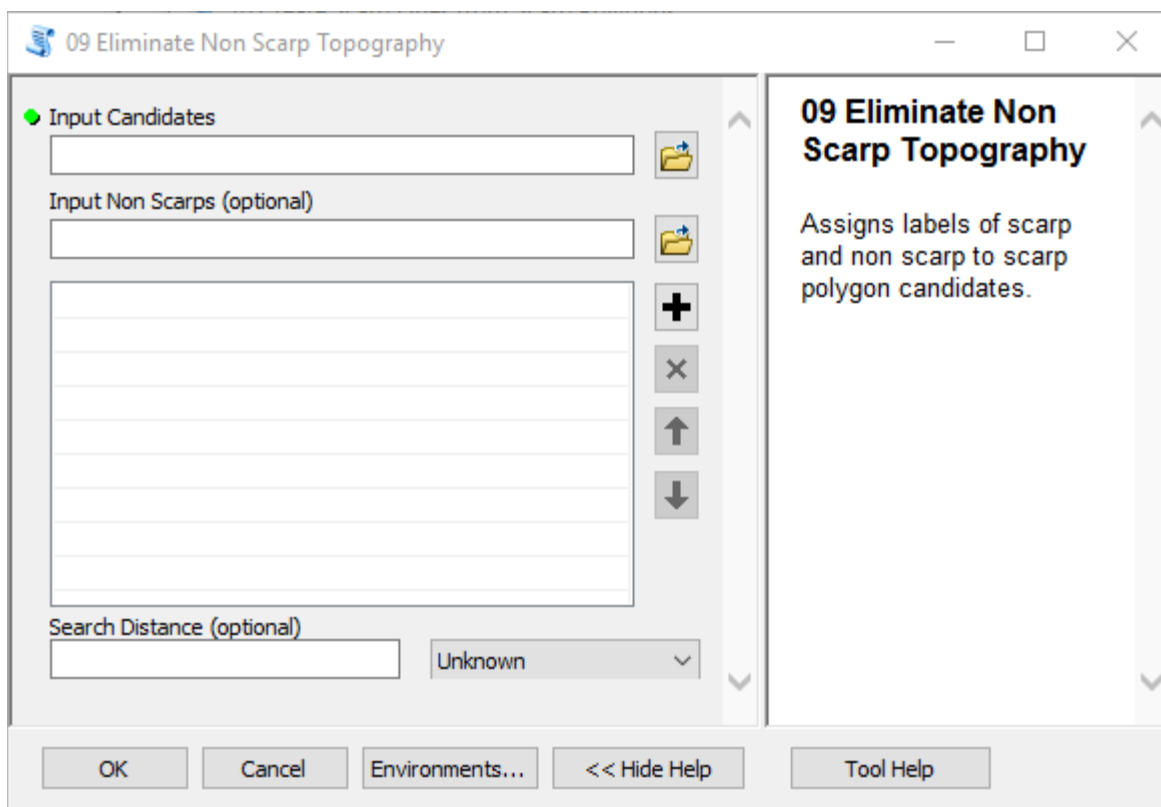 09 Eliminate Non Scarp Topography
Input Candidates
Input Non Scarps (optional)
Search Distance (optional)
Unknown
09 Eliminate Non
Scarp Topography
Assigns labels of scarp
and non scarp to scarp
polygon candidates.
OK
Cancel
Environments...
<< Hide Help
Tool Help